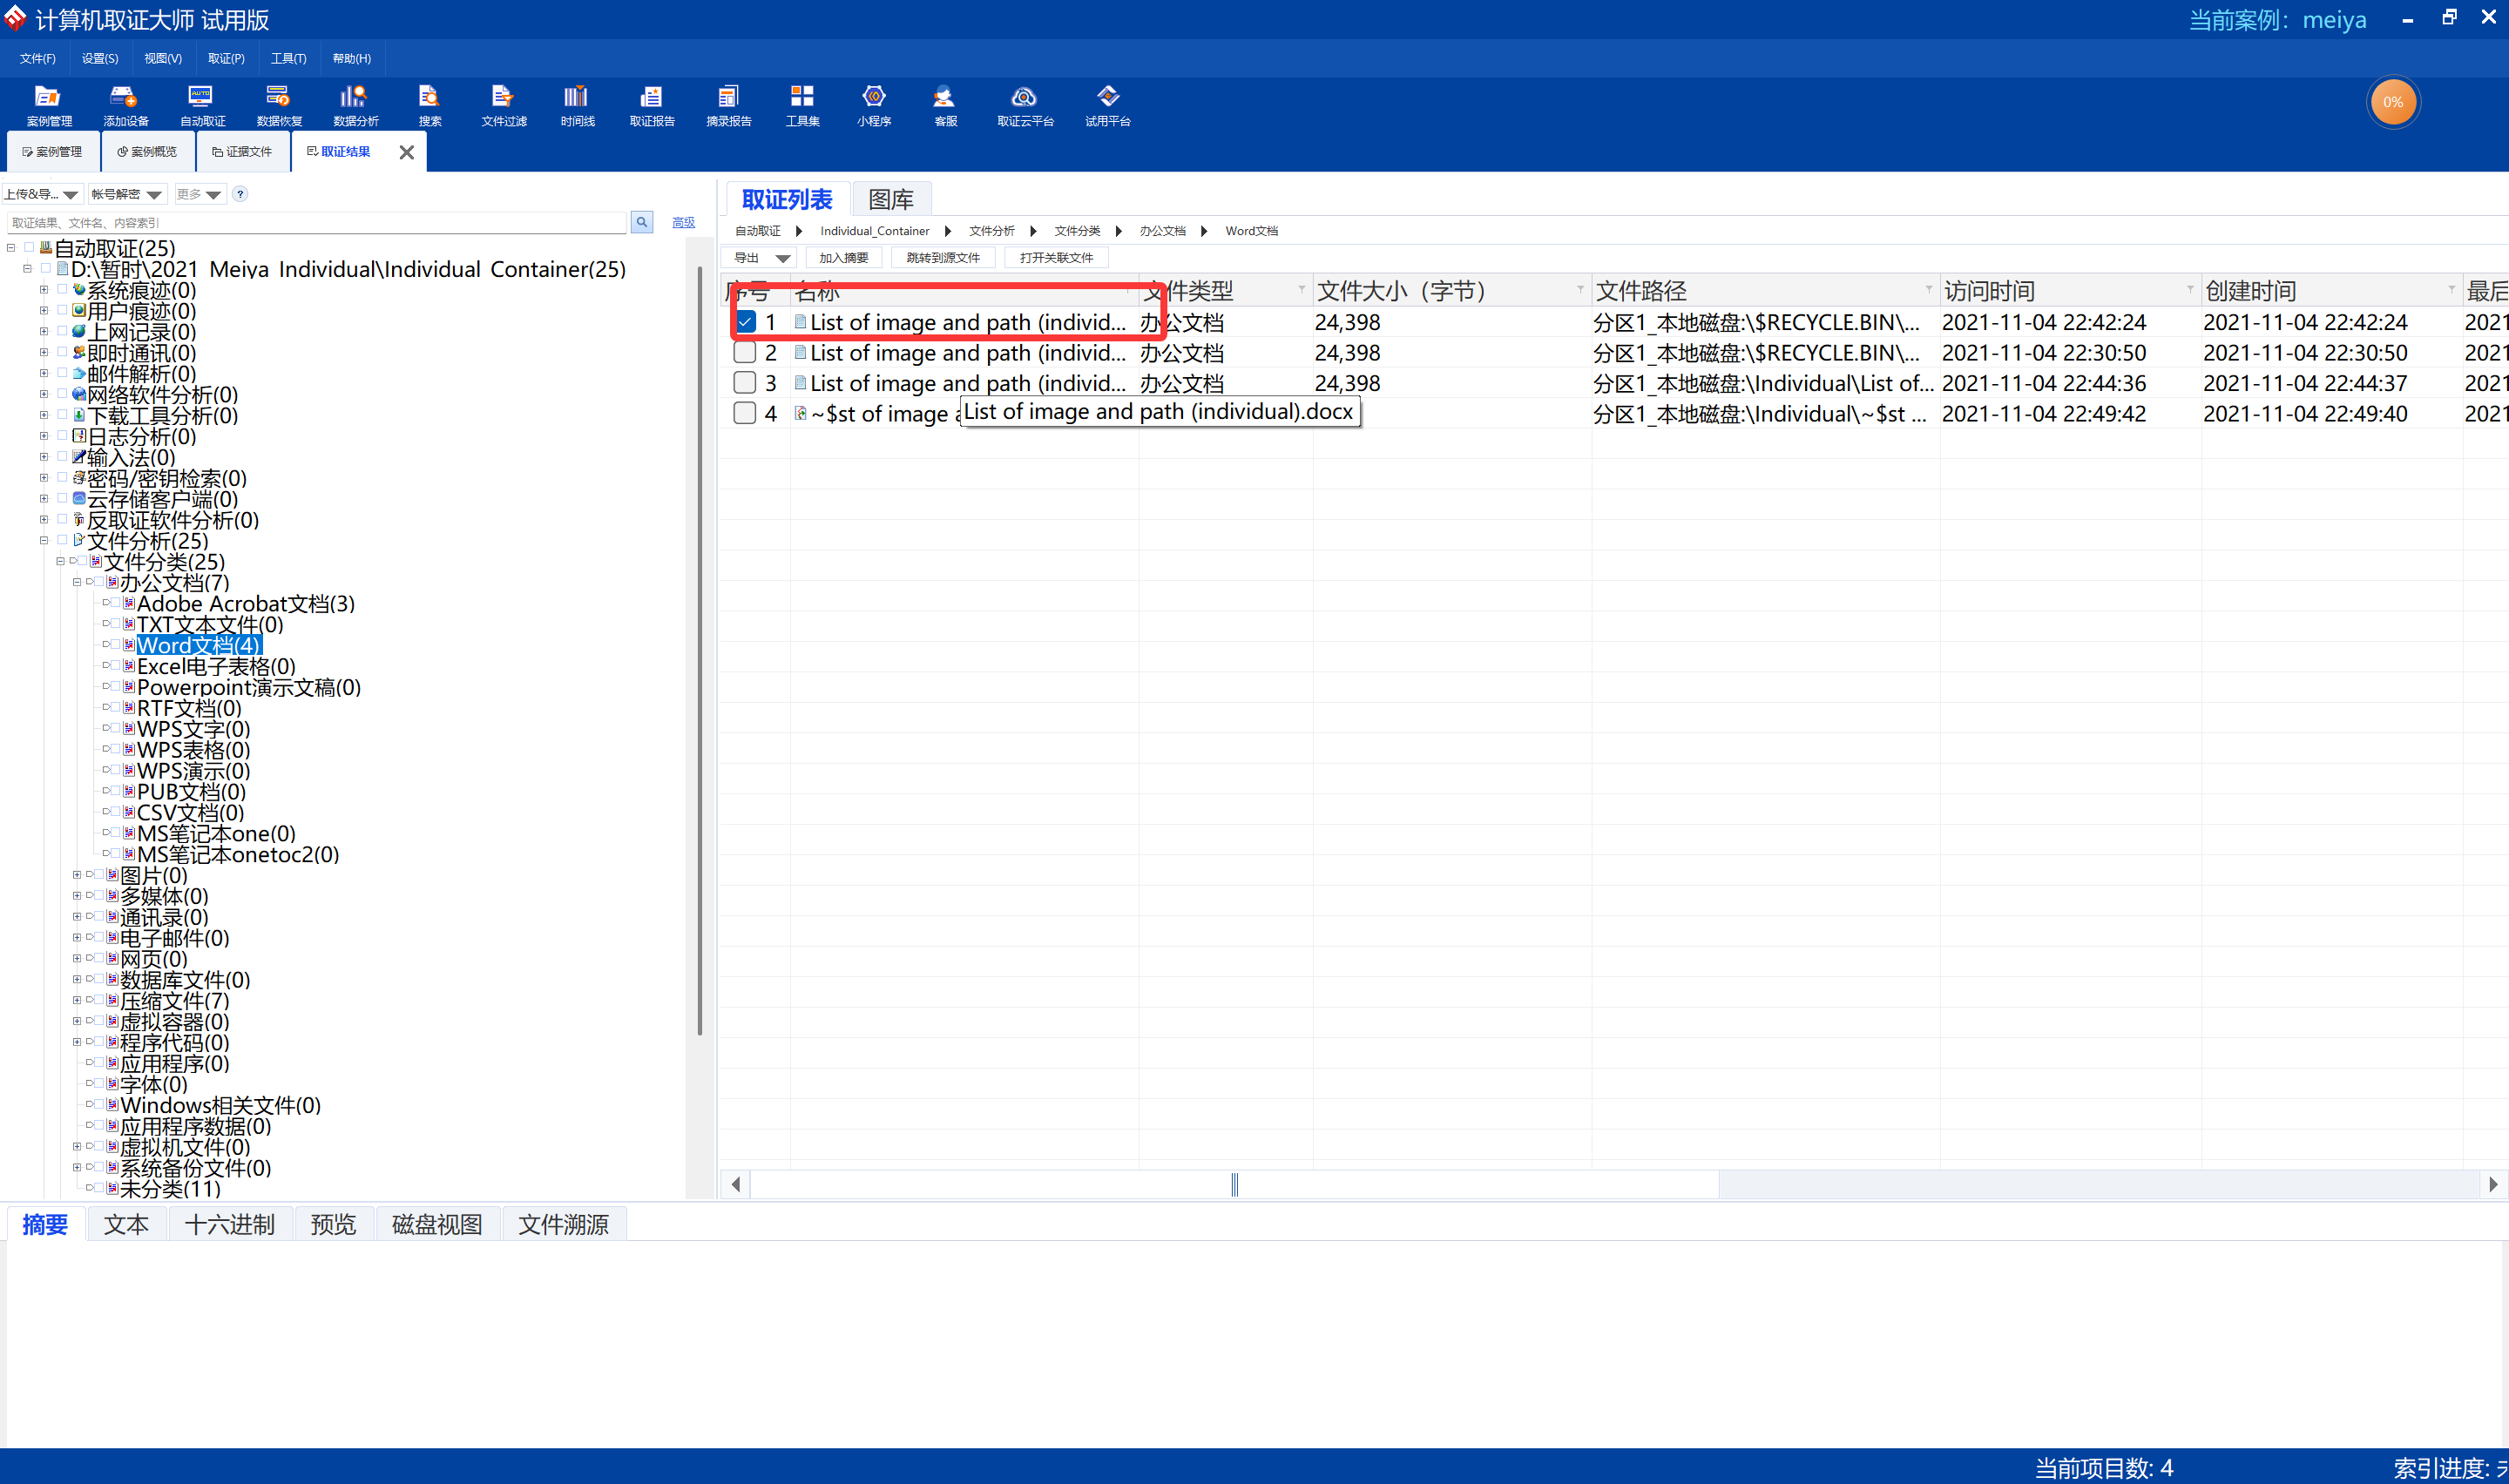 计算机取证大师 试用版
当前案例：meiya
文件(F) 设置(S) 视图(V) 取证(P) 工具(T) 帮助(H)
案例管理 添加设备 自动取证 数据恢复 数据分析 搜索 文件过滤 时间线 取证报告 摘录报告 工具集 小程序 客服 取证云平台 试用平台
0%
案例管理 案例概览 证据文件 取证结果
上传&导... 帐号解密 更多 ?
取证结果、文件名、内容索引 高级
自动取证(25)
D:\暂时\2021 Meiya Individual\Individual Container(25)
系统痕迹(0)
用户痕迹(0)
上网记录(0)
即时通讯(0)
邮件解析(0)
网络软件分析(0)
下载工具分析(0)
日志分析(0)
输入法(0)
密码/密钥检索(0)
云存储客户端(0)
反取证软件分析(0)
文件分析(25)
文件分类(25)
办公文档(7)
Adobe Acrobat文档(3)
TXT文本文件(0)
Word文档(4)
Excel电子表格(0)
Powerpoint演示文稿(0)
RTF文档(0)
WPS文字(0)
WPS表格(0)
WPS演示(0)
PUB文档(0)
CSV文档(0)
MS笔记本one(0)
MS笔记本onetoc2(0)
图片(0)
多媒体(0)
通讯录(0)
电子邮件(0)
网页(0)
数据库文件(0)
压缩文件(7)
虚拟容器(0)
程序代码(0)
应用程序(0)
字体(0)
Windows相关文件(0)
应用程序数据(0)
虚拟机文件(0)
系统备份文件(0)
未分类(11)
取证列表 图库
自动取证 Individual_Container 文件分析 文件分类 办公文档 Word文档
导出 加入摘要 跳转到源文件 打开关联文件
序号 名称 文件类型 文件大小（字节） 文件路径 访问时间 创建时间 最后
1 List of image and path (individ... 办公文档 24,398 分区1_本地磁盘:\$RECYCLE.BIN\... 2021-11-04 22:42:24 2021-11-04 22:42:24 2021
2 List of image and path (individ... 办公文档 24,398 分区1_本地磁盘:\$RECYCLE.BIN\... 2021-11-04 22:30:50 2021-11-04 22:30:50 2021
3 List of image and path (individ... 办公文档 24,398 分区1_本地磁盘:\Individual\List of... 2021-11-04 22:44:36 2021-11-04 22:44:37 2021
4 ~$st of image 分区1_本地磁盘:\Individual\~$st ... 2021-11-04 22:49:42 2021-11-04 22:49:40 2021
List of image and path (individual).docx
摘要 文本 十六进制 预览 磁盘视图 文件溯源
当前项目数: 4 索引进度: